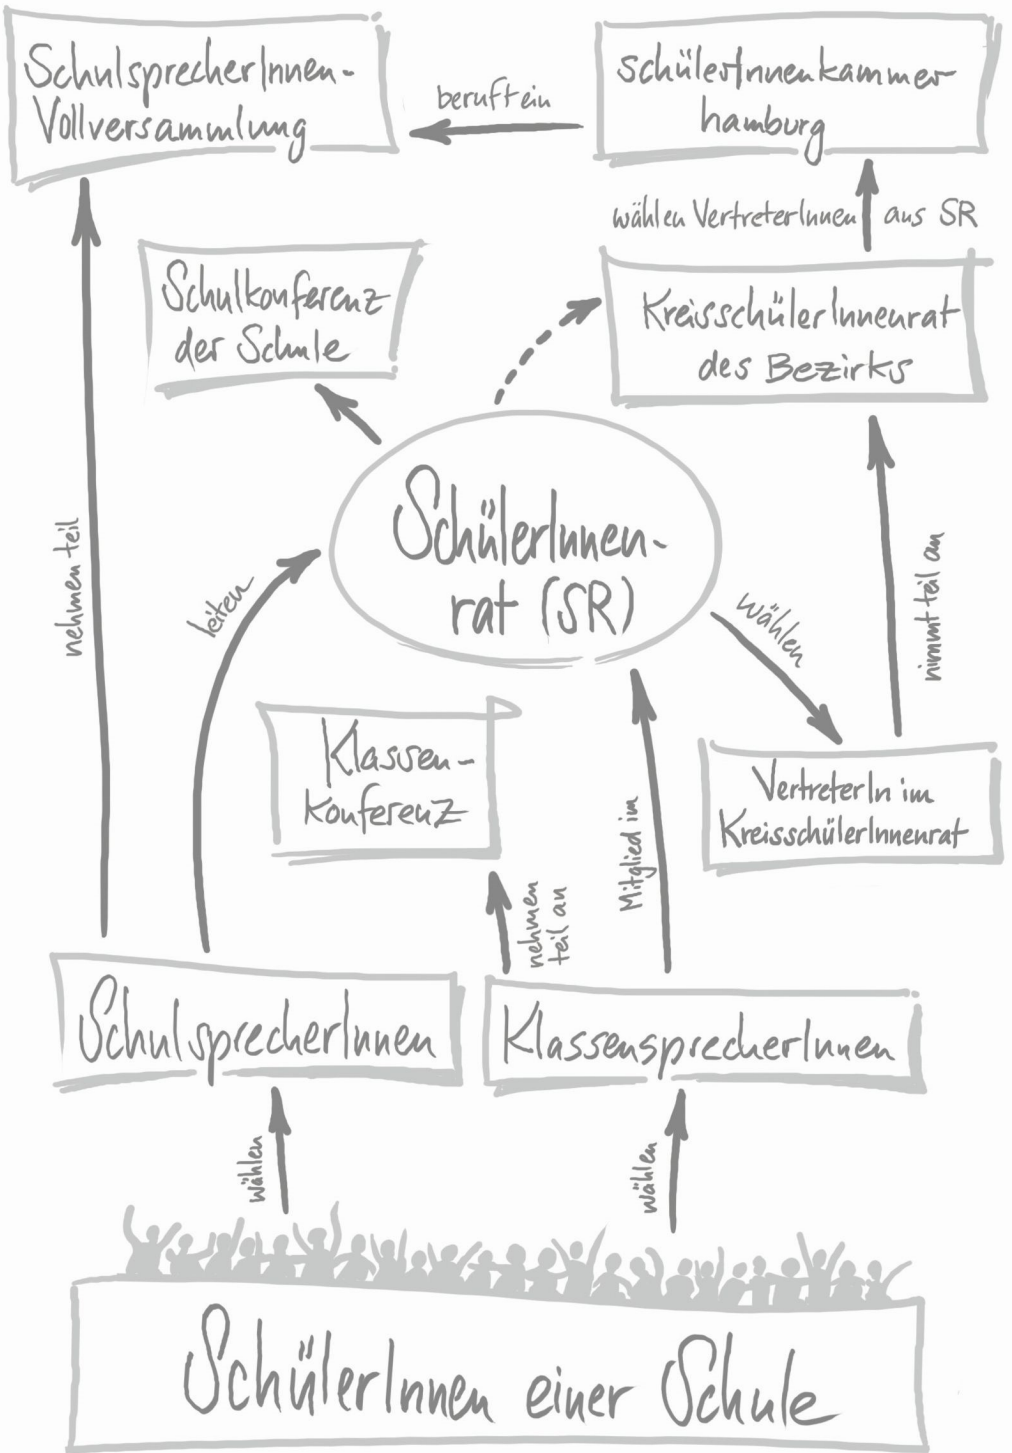 SchulsprecherInnen-
Vollversammlung
beruft ein
schülerInnenkammer
hamburg
wählen VertreterInnen aus SR
Schulkonferenz
der Schule
KreisschülerInnenrat
des Bezirks
SchülerInnen-
rat (SR)
nehmen teil
leiten
wählen
nimmt teil an
Klassen-
konferenz
VertreterIn im
KreisschülerInnenrat
Mitglied im
nehmen
teil an
SchulsprecherInnen
KlassensprecherInnen
wählen
wählen
SchülerInnen einer Schule